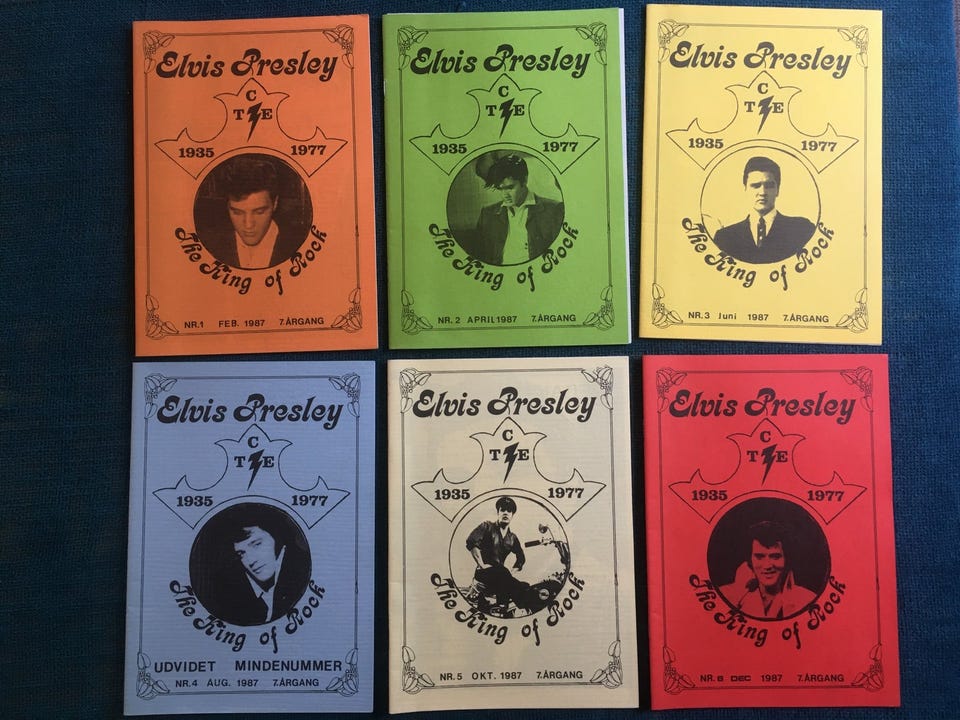 Elvis Presley
C
T E
1935 1977
The King of Rock
NR.1 FEB. 1987 7.ÅRGANG
Elvis Presley
C
T E
1935 1977
The King of Rock
NR.2 APRIL 1987 7.ÅRGANG
Elvis Presley
C
T E
1935 1977
The King of Rock
NR.3 Juni 1987 7.ÅRGANG
Elvis Presley
C
T E
1935 1977
The King of Rock
UDVIDET MINDENUMMER
NR.4 AUG. 1987 7.ÅRGANG
Elvis Presley
C
T E
1935 1977
The King of Rock
NR.5 OKT. 1987 7.ÅRGANG
Elvis Presley
C
T E
1935 1977
The King of Rock
NR.6 DEC 1987 7.ÅRGANG